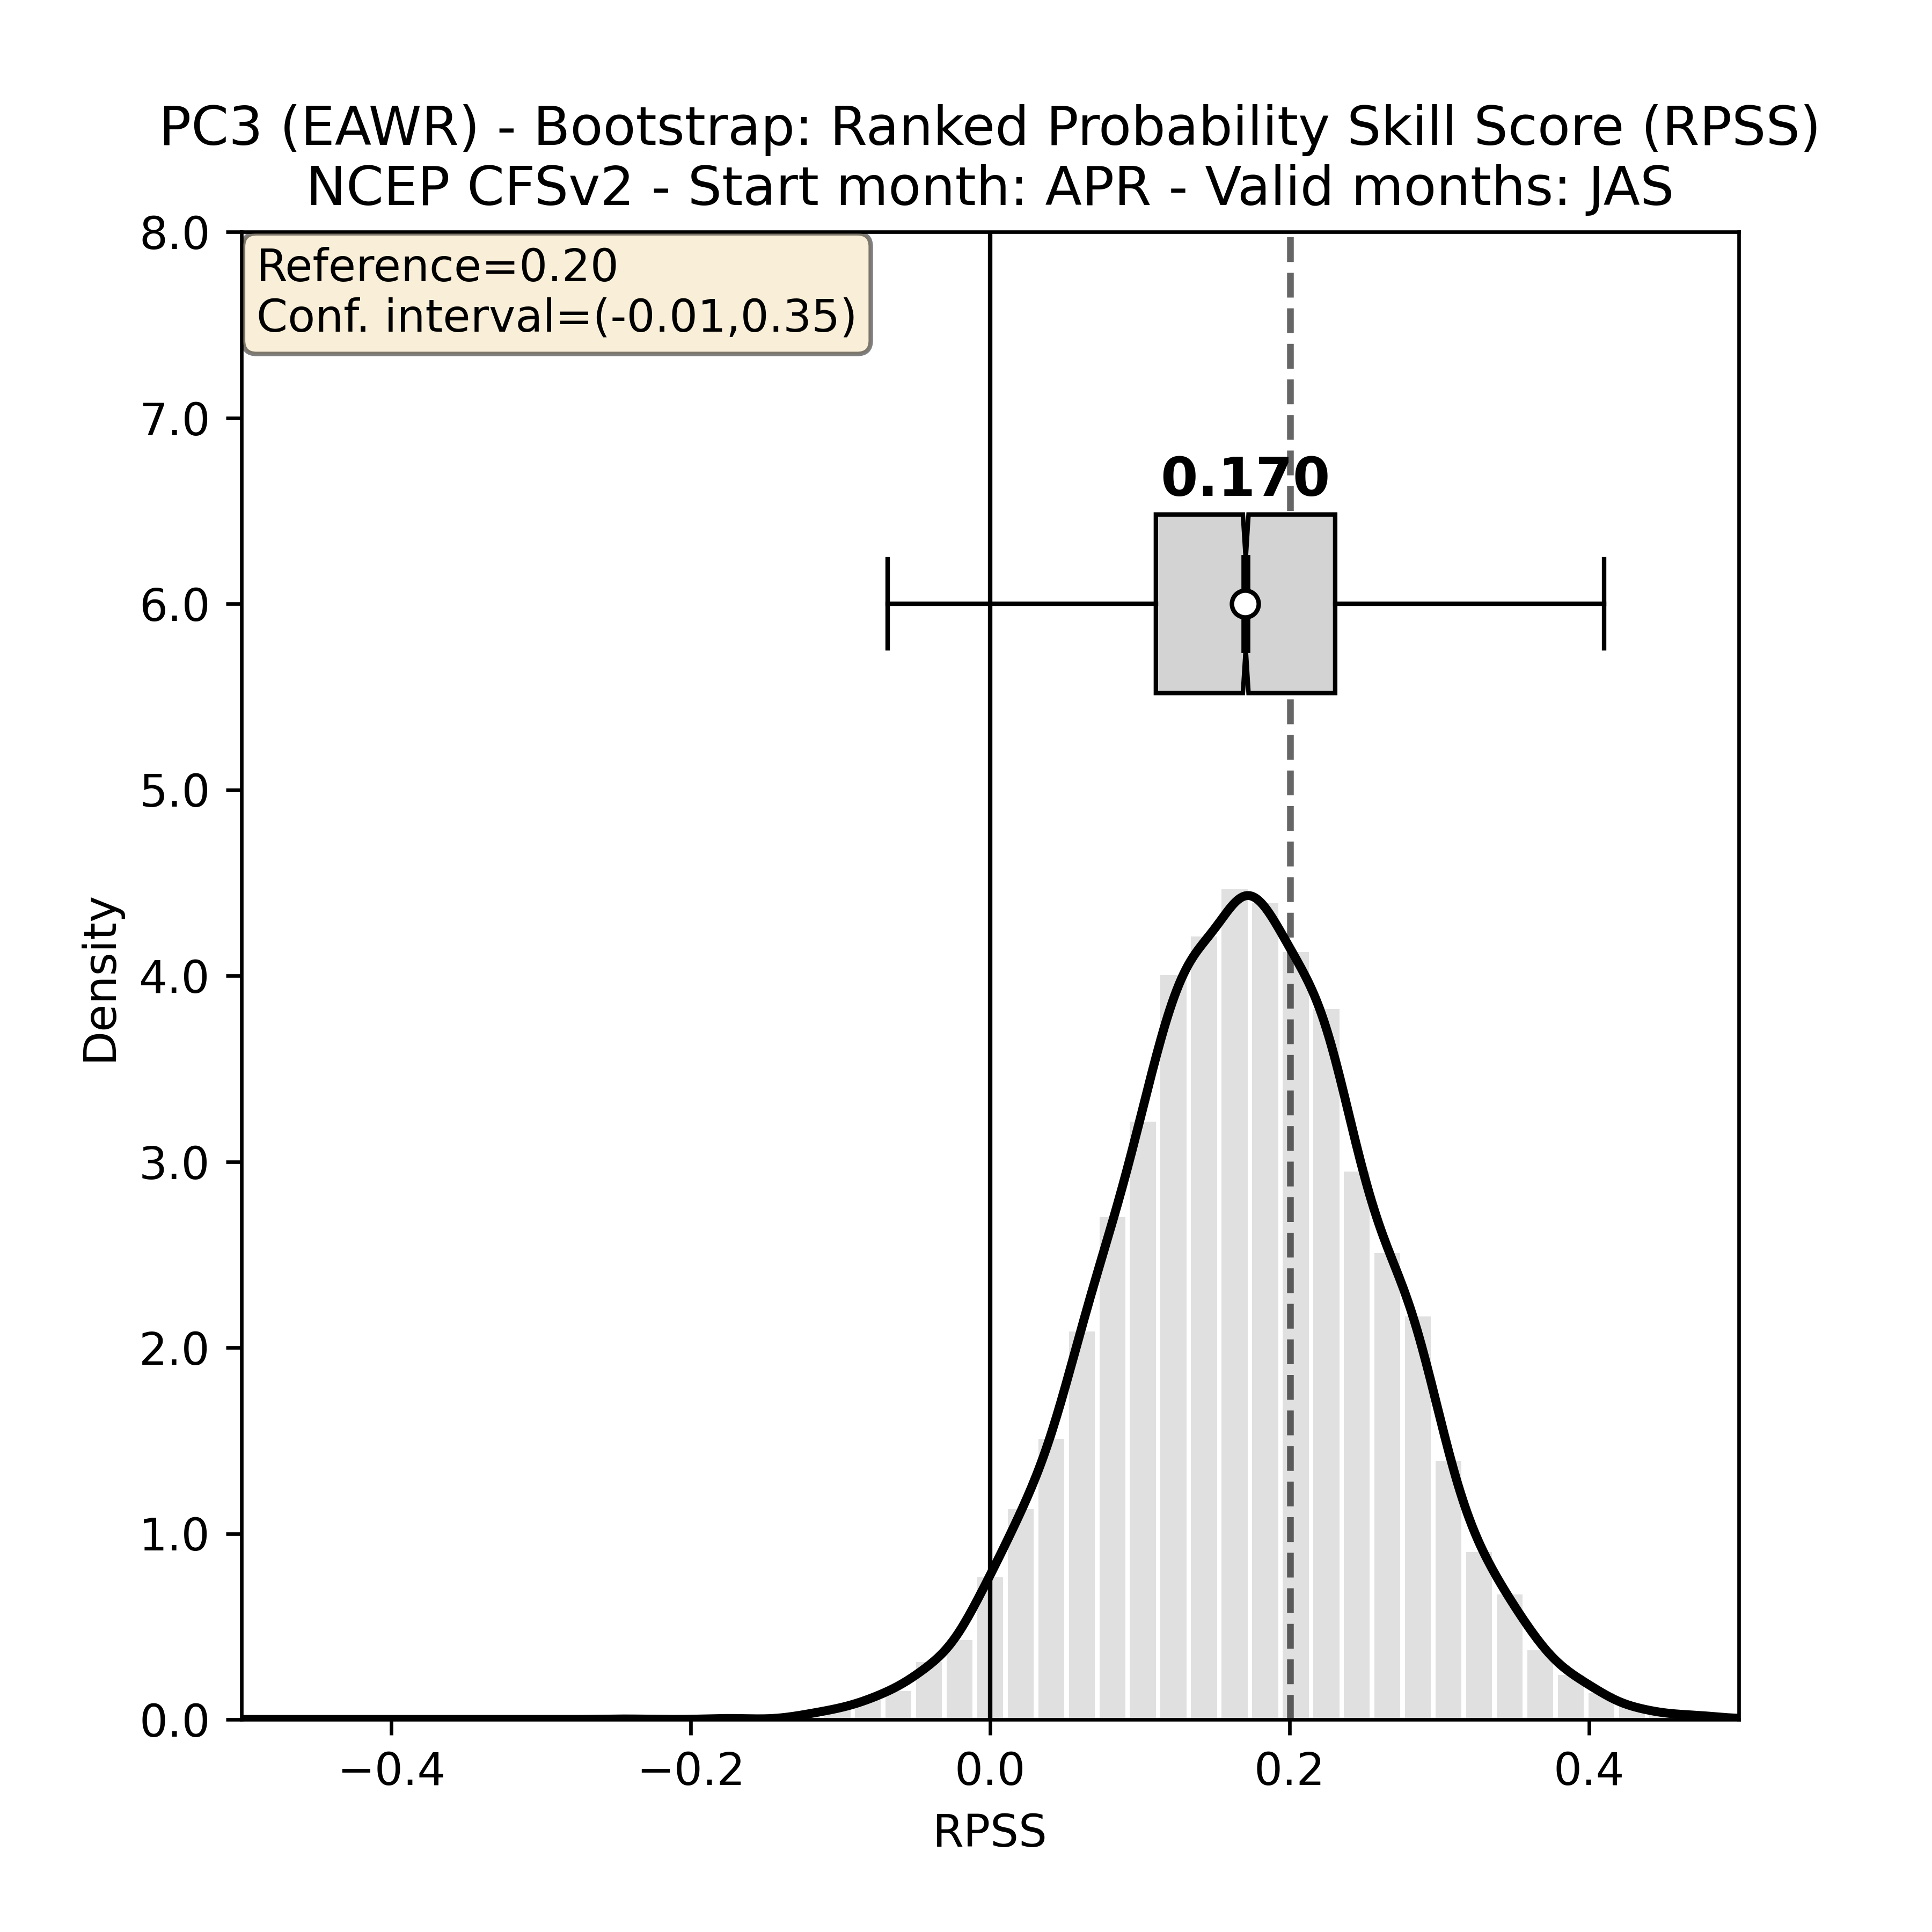 PC3 (EAWR) - Bootstrap: Ranked Probability Skill Score (RPSS)
NCEP CFSv2 - Start month: APR - Valid months: JAS
8.0
Reference=0.20
Conf. interval=(-0.01,0.35)
7.0
0.170
6.0
5.0
Density
4.0
3.0
2.0
1.0
0.0
−0.4 −0.2 0.0 0.2 0.4
RPSS